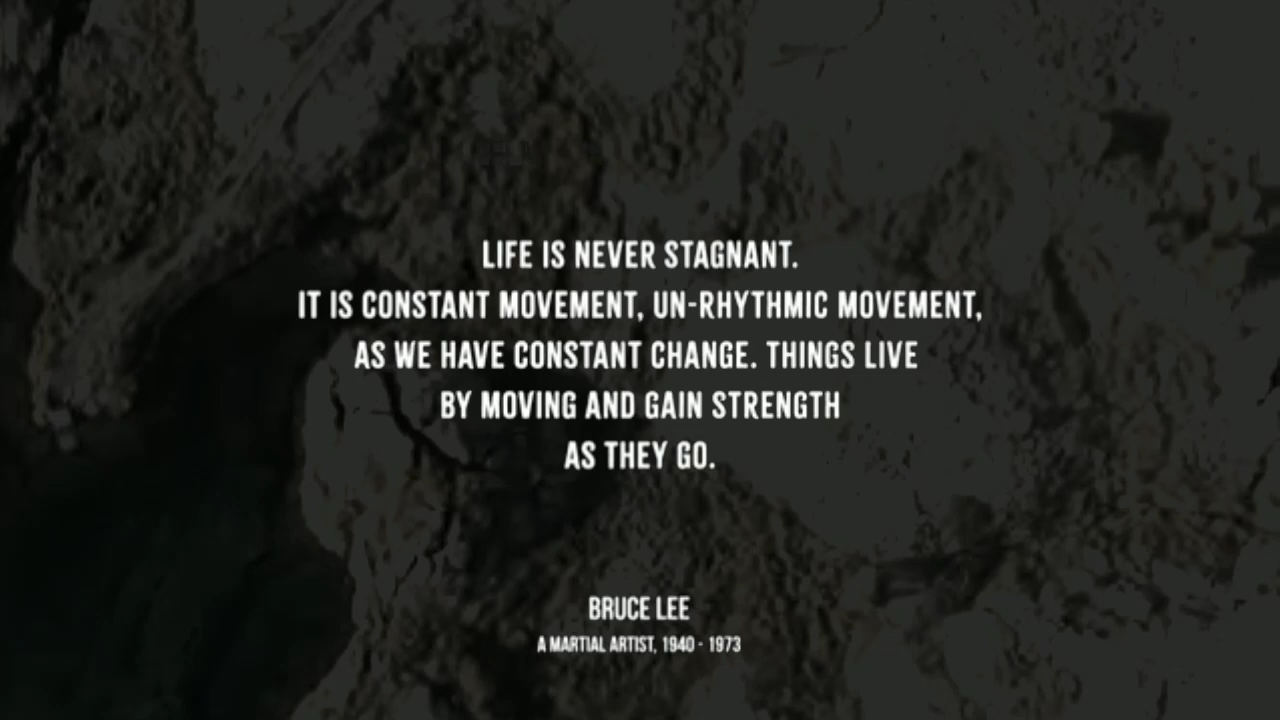 LIFE IS NEVER STAGNANT.
IT IS CONSTANT MOVEMENT, UN-RHYTHMIC MOVEMENT,
AS WE HAVE CONSTANT CHANGE. THINGS LIVE
BY MOVING AND GAIN STRENGTH
AS THEY GO.
BRUCE LEE
A MARTIAL ARTIST, 1940 - 1973